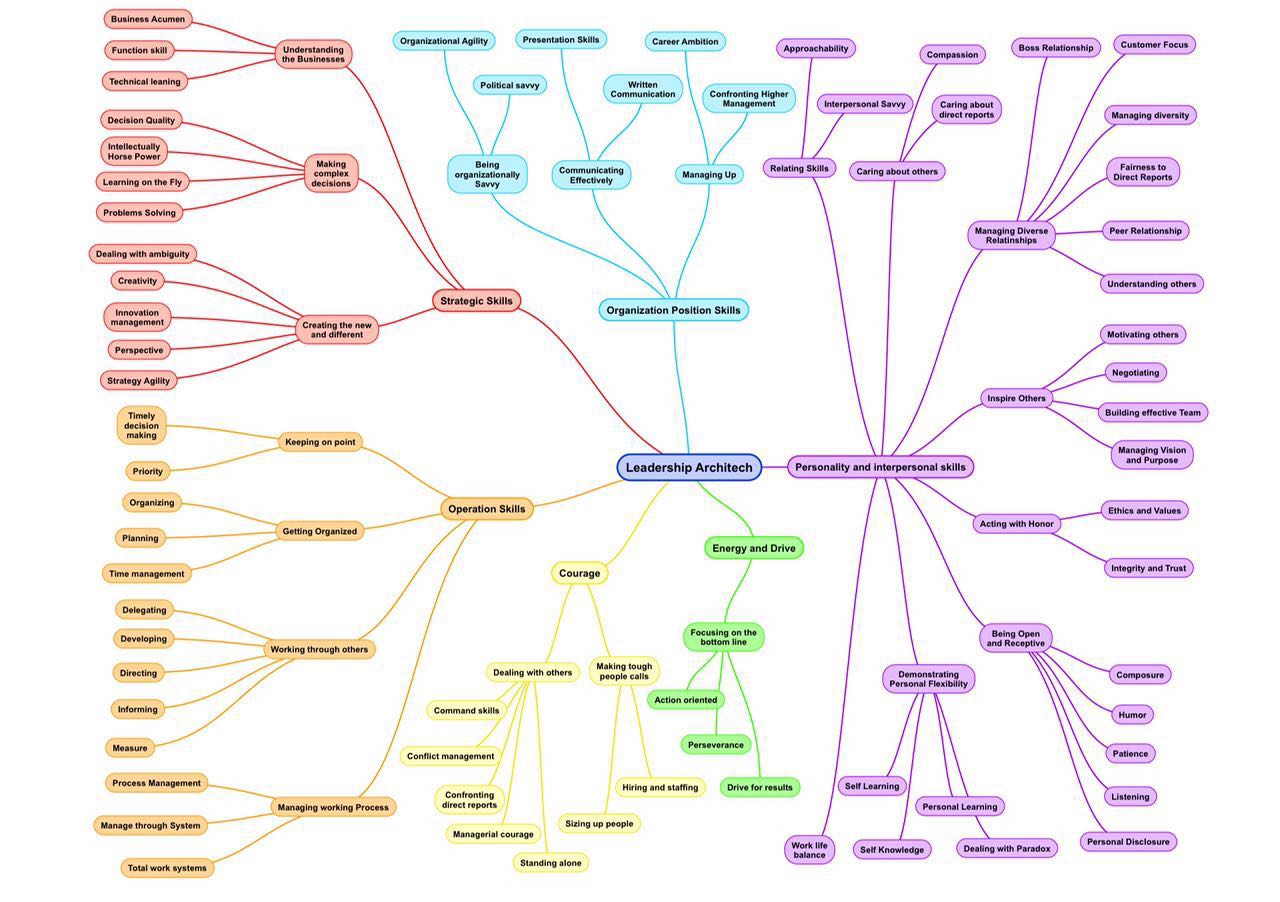 Business Acumen
Function skill
Technical leaning
Understanding
the Businesses
Decision Quality
Intellectually
Horse Power
Learning on the Fly
Problems Solving
Making
complex
decisions
Dealing with ambiguity
Creativity
Innovation
management
Perspective
Strategy Agility
Creating the new
and different
Strategic Skills
Organizational Agility
Political savvy
Being
organizationally
Savvy
Presentation Skills
Written
Communication
Communicating
Effectively
Career Ambition
Confronting Higher
Management
Managing Up
Organization Position Skills
Approachability
Interpersonal Savvy
Relating Skills
Compassion
Caring about
direct reports
Caring about others
Boss Relationship
Customer Focus
Managing diversity
Fairness to
Direct Reports
Peer Relationship
Understanding others
Managing Diverse
Relatinships
Motivating others
Negotiating
Building effective Team
Managing Vision
and Purpose
Inspire Others
Leadership Architech
Personality and interpersonal skills
Ethics and Values
Integrity and Trust
Acting with Honor
Being Open
and Receptive
Composure
Humor
Patience
Listening
Personal Disclosure
Demonstrating
Personal Flexibility
Self Learning
Personal Learning
Self Knowledge
Dealing with Paradox
Work life
balance
Timely
decision
making
Priority
Keeping on point
Organizing
Planning
Time management
Getting Organized
Operation Skills
Delegating
Developing
Directing
Informing
Measure
Working through others
Process Management
Manage through System
Total work systems
Managing working Process
Courage
Dealing with others
Command skills
Conflict management
Confronting
direct reports
Managerial courage
Standing alone
Making tough
people calls
Hiring and staffing
Sizing up people
Energy and Drive
Focusing on the
bottom line
Action oriented
Perseverance
Drive for results